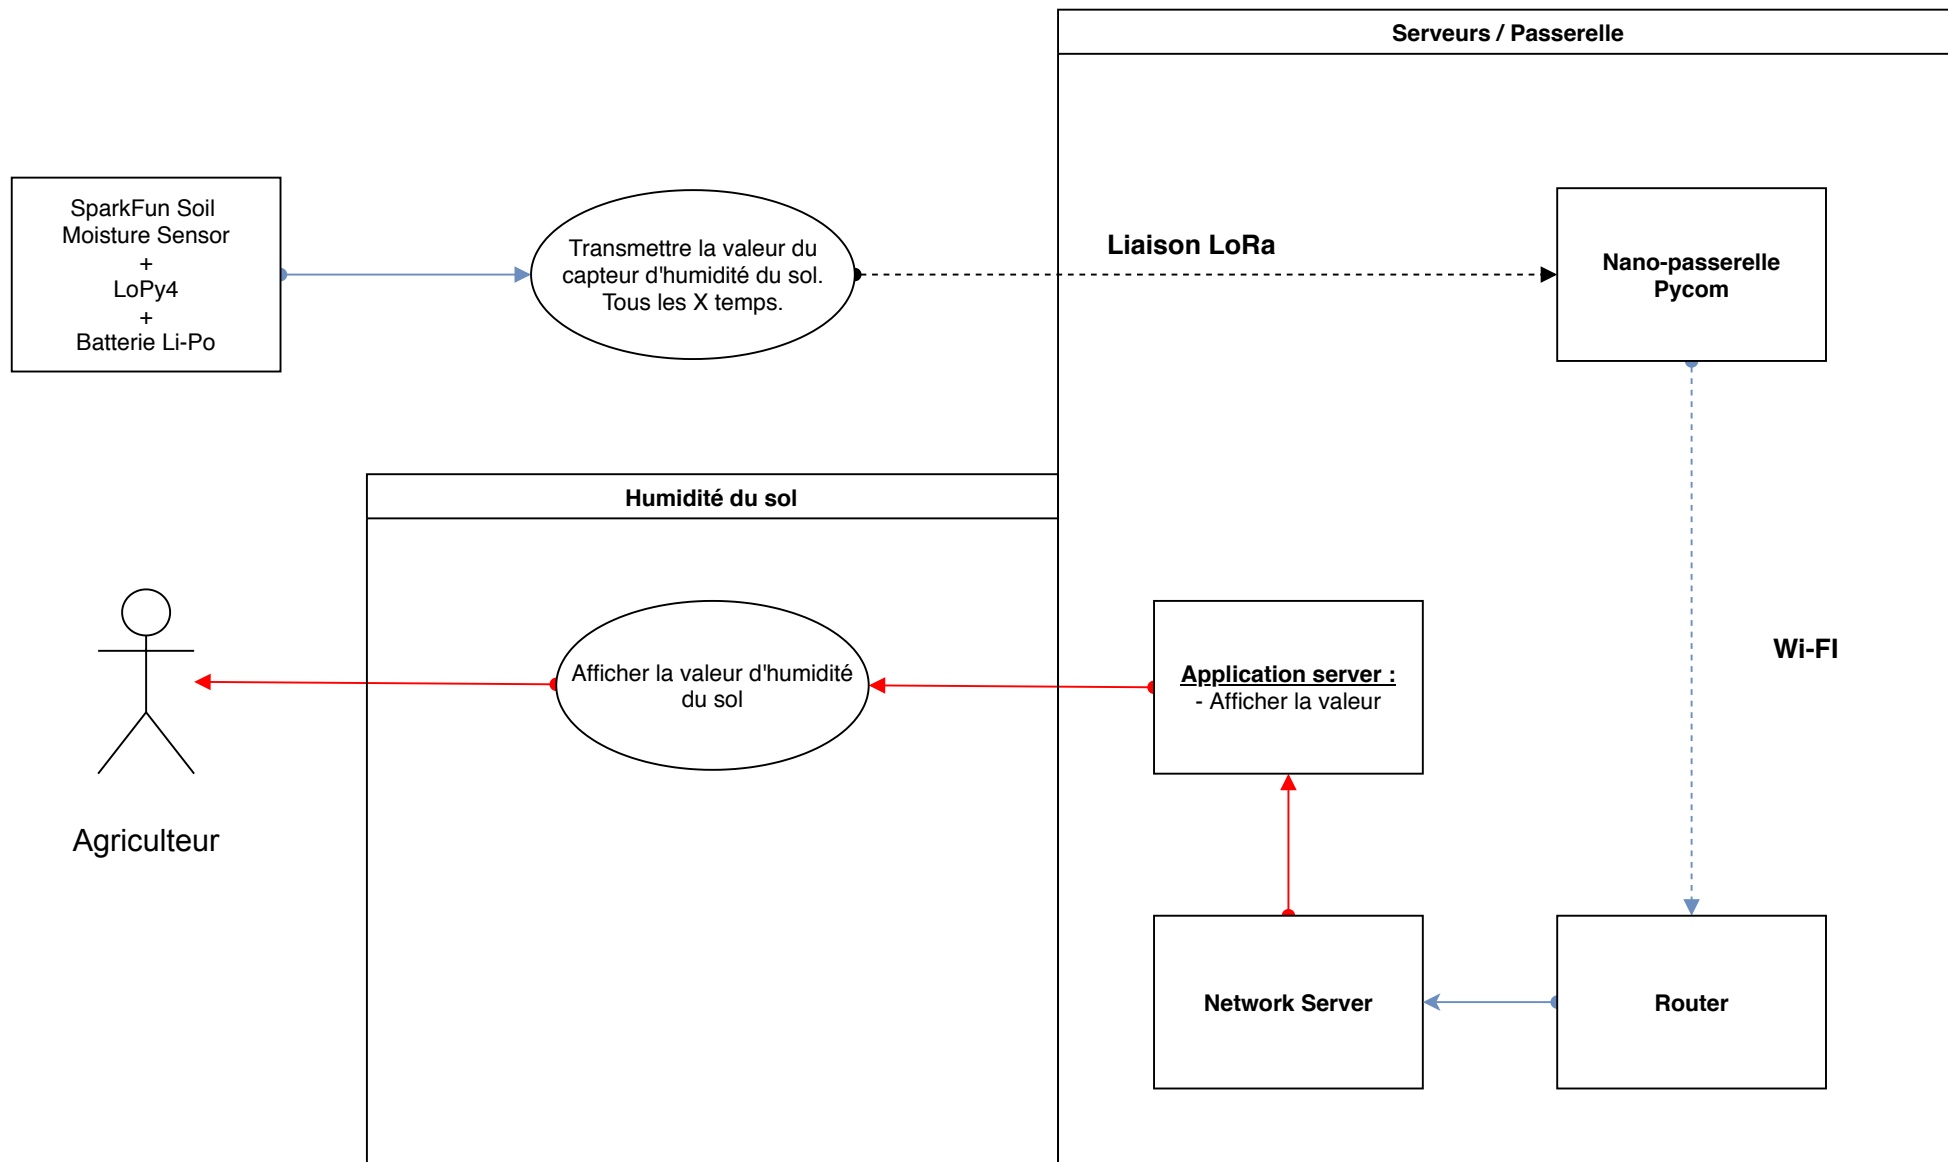 Serveurs / Passerelle
SparkFun Soil
Moisture Sensor
+
LoPy4
+
Batterie Li-Po
Transmettre la valeur du
capteur d'humidité du sol.
Tous les X temps.
Liaison LoRa
Nano-passerelle
Pycom
Humidité du sol
Wi-FI
Afficher la valeur d'humidité
du sol
Application server :
- Afficher la valeur
Agriculteur
Network Server
Router